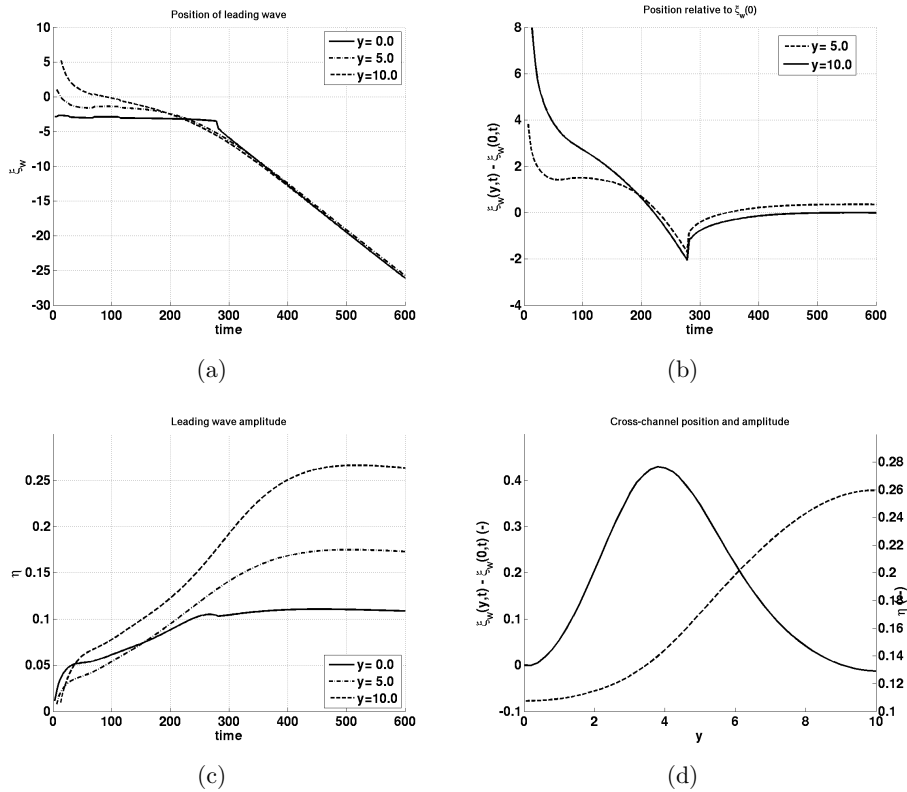 Position of leading wave
10
5
0
-5
-10
-15
-20
-25
-30
ξw
0 100 200 300 400 500 600
time
y= 0.0
y= 5.0
y=10.0
(a)
Position relative to ξw(0)
8
6
4
2
0
-2
-4
ξw(y,t) - ξw(0,t)
0 100 200 300 400 500 600
time
y= 5.0
y=10.0
(b)
Leading wave amplitude
0.25
0.2
0.15
0.1
0.05
0
η
0 100 200 300 400 500 600
time
y= 0.0
y= 5.0
y=10.0
(c)
Cross-channel position and amplitude
0.4
0.3
0.2
0.1
0
-0.1
ξw(y,t) - ξw(0,t) (-)
0 2 4 6 8 10
y
0.28
0.26
0.24
0.22
0.2
0.18
0.16
0.14
0.12
0.1
(d)